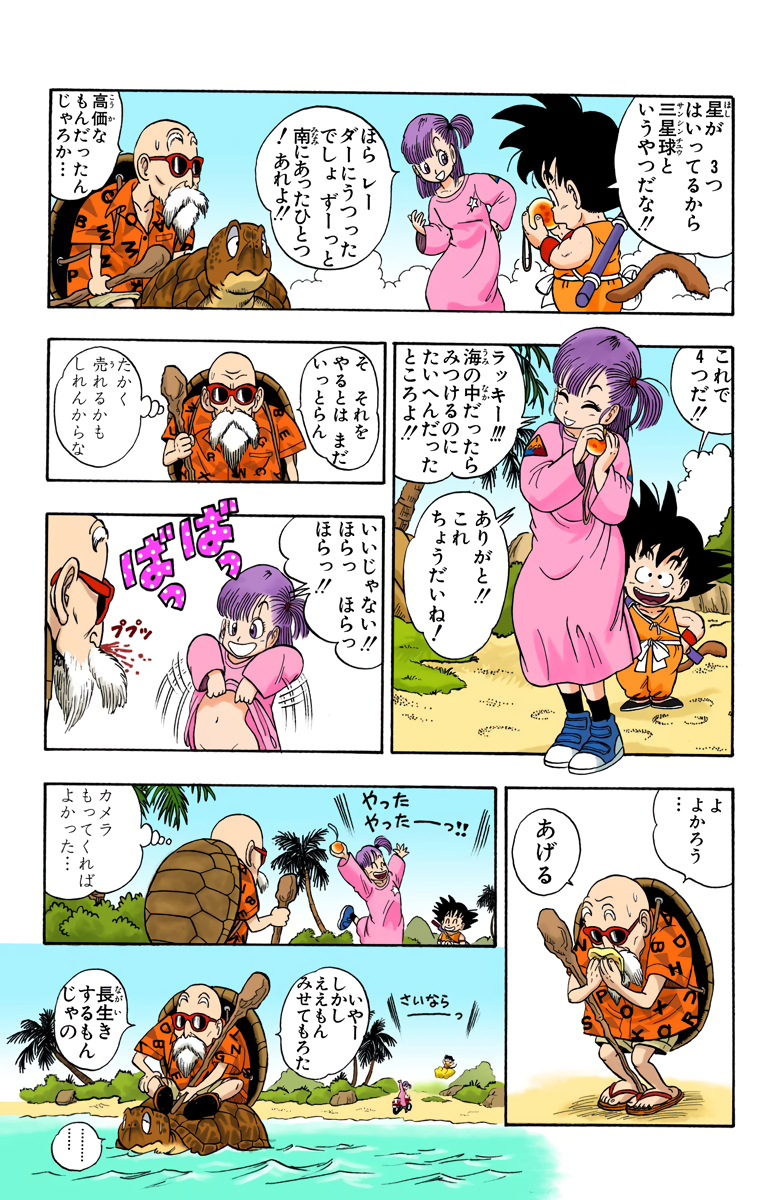 星が
3つ
はいってるから
三星球と
いうやつだな!!
ほら レー
ダーにうつった
でしょ ずーっと
南にあったひとつ
! あれよ!!
高価な
もんだったん
じゃろか…
これで
4つだ!!
ラッキー!!!
海の中だったら
みつけるのに
たいへんだった
ところよ!!
ありがと!!
これ
ちょうだいね!
そ それを
やるとは まだ
いっとらん
たかく
売れるかも
しれんからな
いいじゃない!!
ほらっ ほらっ
ほらっ!!
ばっ
ばっ
ププッ
よ
よかろう
…
あげる
やった
やったーーっ!!
カメラ
もってくれば
よかった…
さいなら
ーーっ
いやー
しかし
ええもん
みせてもろた
長生き
するもん
じゃの
………
………